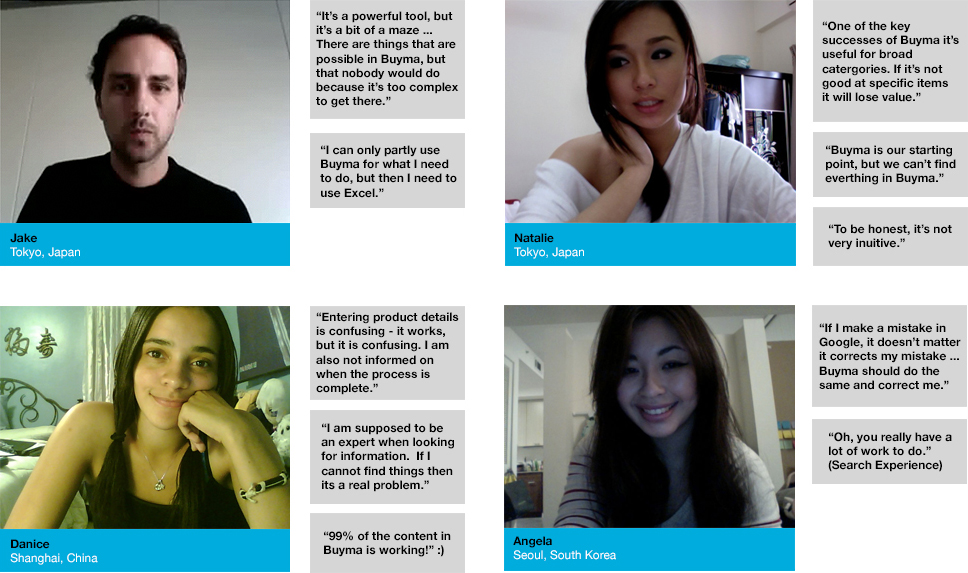 “It’s a powerful tool, but
it’s a bit of a maze ...
There are things that are
possible in Buyma, but
that nobody would do
because it’s too complex
to get there.”
“I can only partly use
Buyma for what I need
to do, but then I need to
use Excel.”
Jake
Tokyo, Japan
“One of the key
successes of Buyma it’s
useful for broad
catergories. If it’s not
good at specific items
it will lose value.”
“Buyma is our starting
point, but we can’t find
everthing in Buyma.”
“To be honest, it’s not
very inuitive.”
Natalie
Tokyo, Japan
“Entering product details
is confusing - it works,
but it is confusing. I am
also not informed on
when the process is
complete.”
“I am supposed to be
an expert when looking
for information.  If I
cannot find things then
its a real problem.”
“99% of the content in
Buyma is working!” :)
福寿
Danice
Shanghai, China
“If I make a mistake in
Google, it doesn’t matter
it corrects my mistake ...
Buyma should do the
same and correct me.”
“Oh, you really have a
lot of work to do.”
(Search Experience)
Angela
Seoul, South Korea